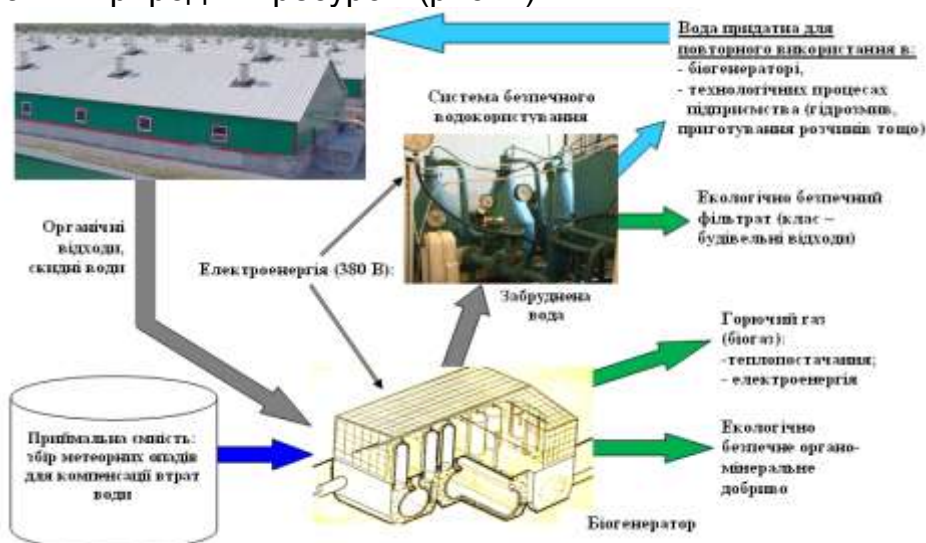 Вода придатна для
повторного використання в:
- біогенераторі,
- технологічних процесах
підприємства (гідрозмив,
приготування розчинів тощо)
Система безпечного
водокористування
Екологічно безпечний
фільтрат (клас –
будівельні відходи)
Органічні
відходи,
скидні води
Електроенергія (380 В):
Забруднена
вода
Горючий газ
(біогаз):
-теплопостачання;
- електроенергія
Приймальна ємність:
збір метеорних опадів
для компенсації втрат
води
Екологічно
безпечне органо-
мінеральне
добриво
Біогенератор